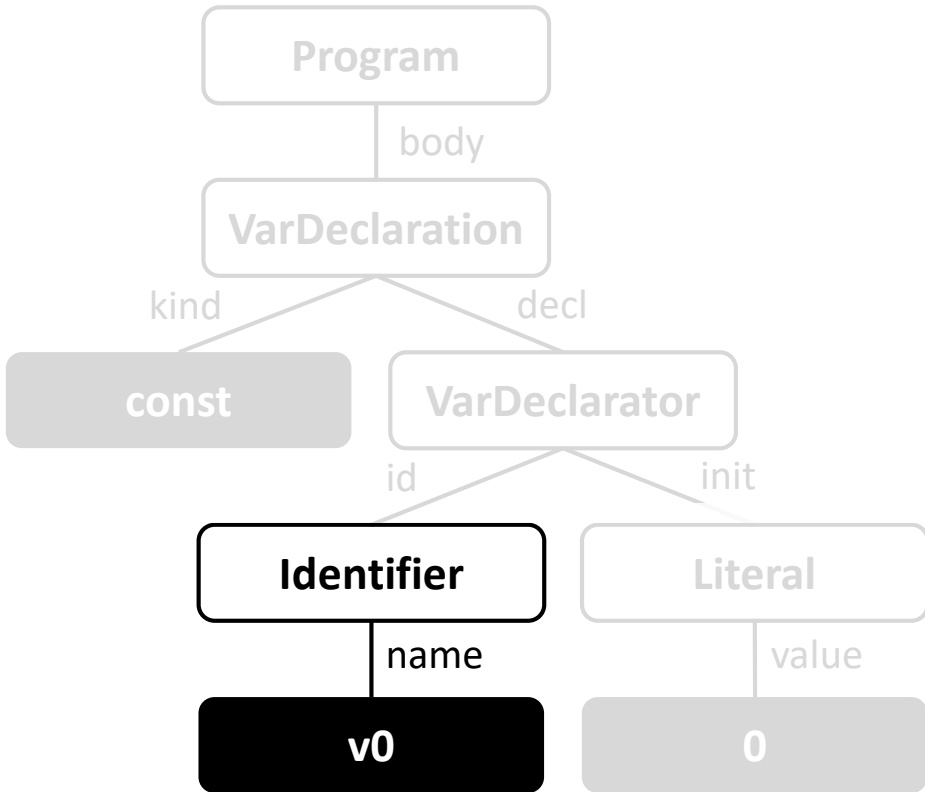 Program
body
VarDeclaration
kind
decl
const
VarDeclarator
id
init
Identifier
Literal
name
value
v0
0